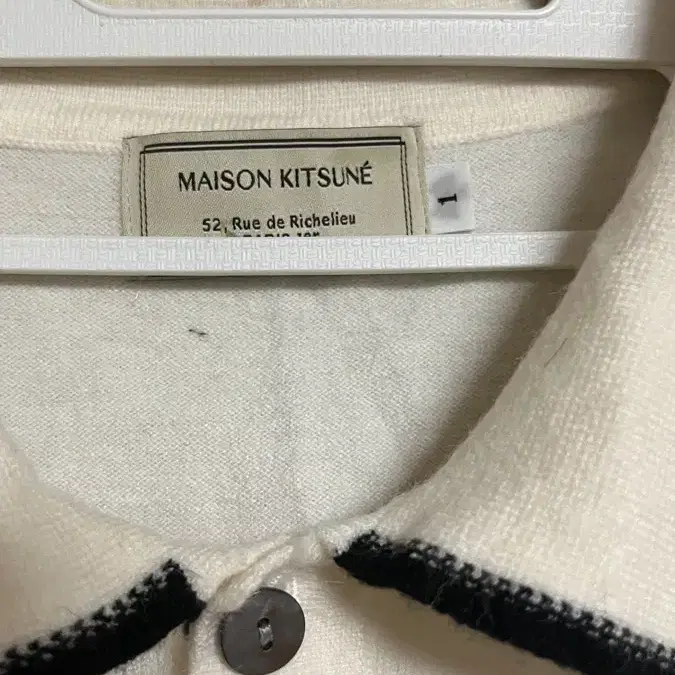 MAISON KITSUNÉ
52, Rue de Richelieu
1